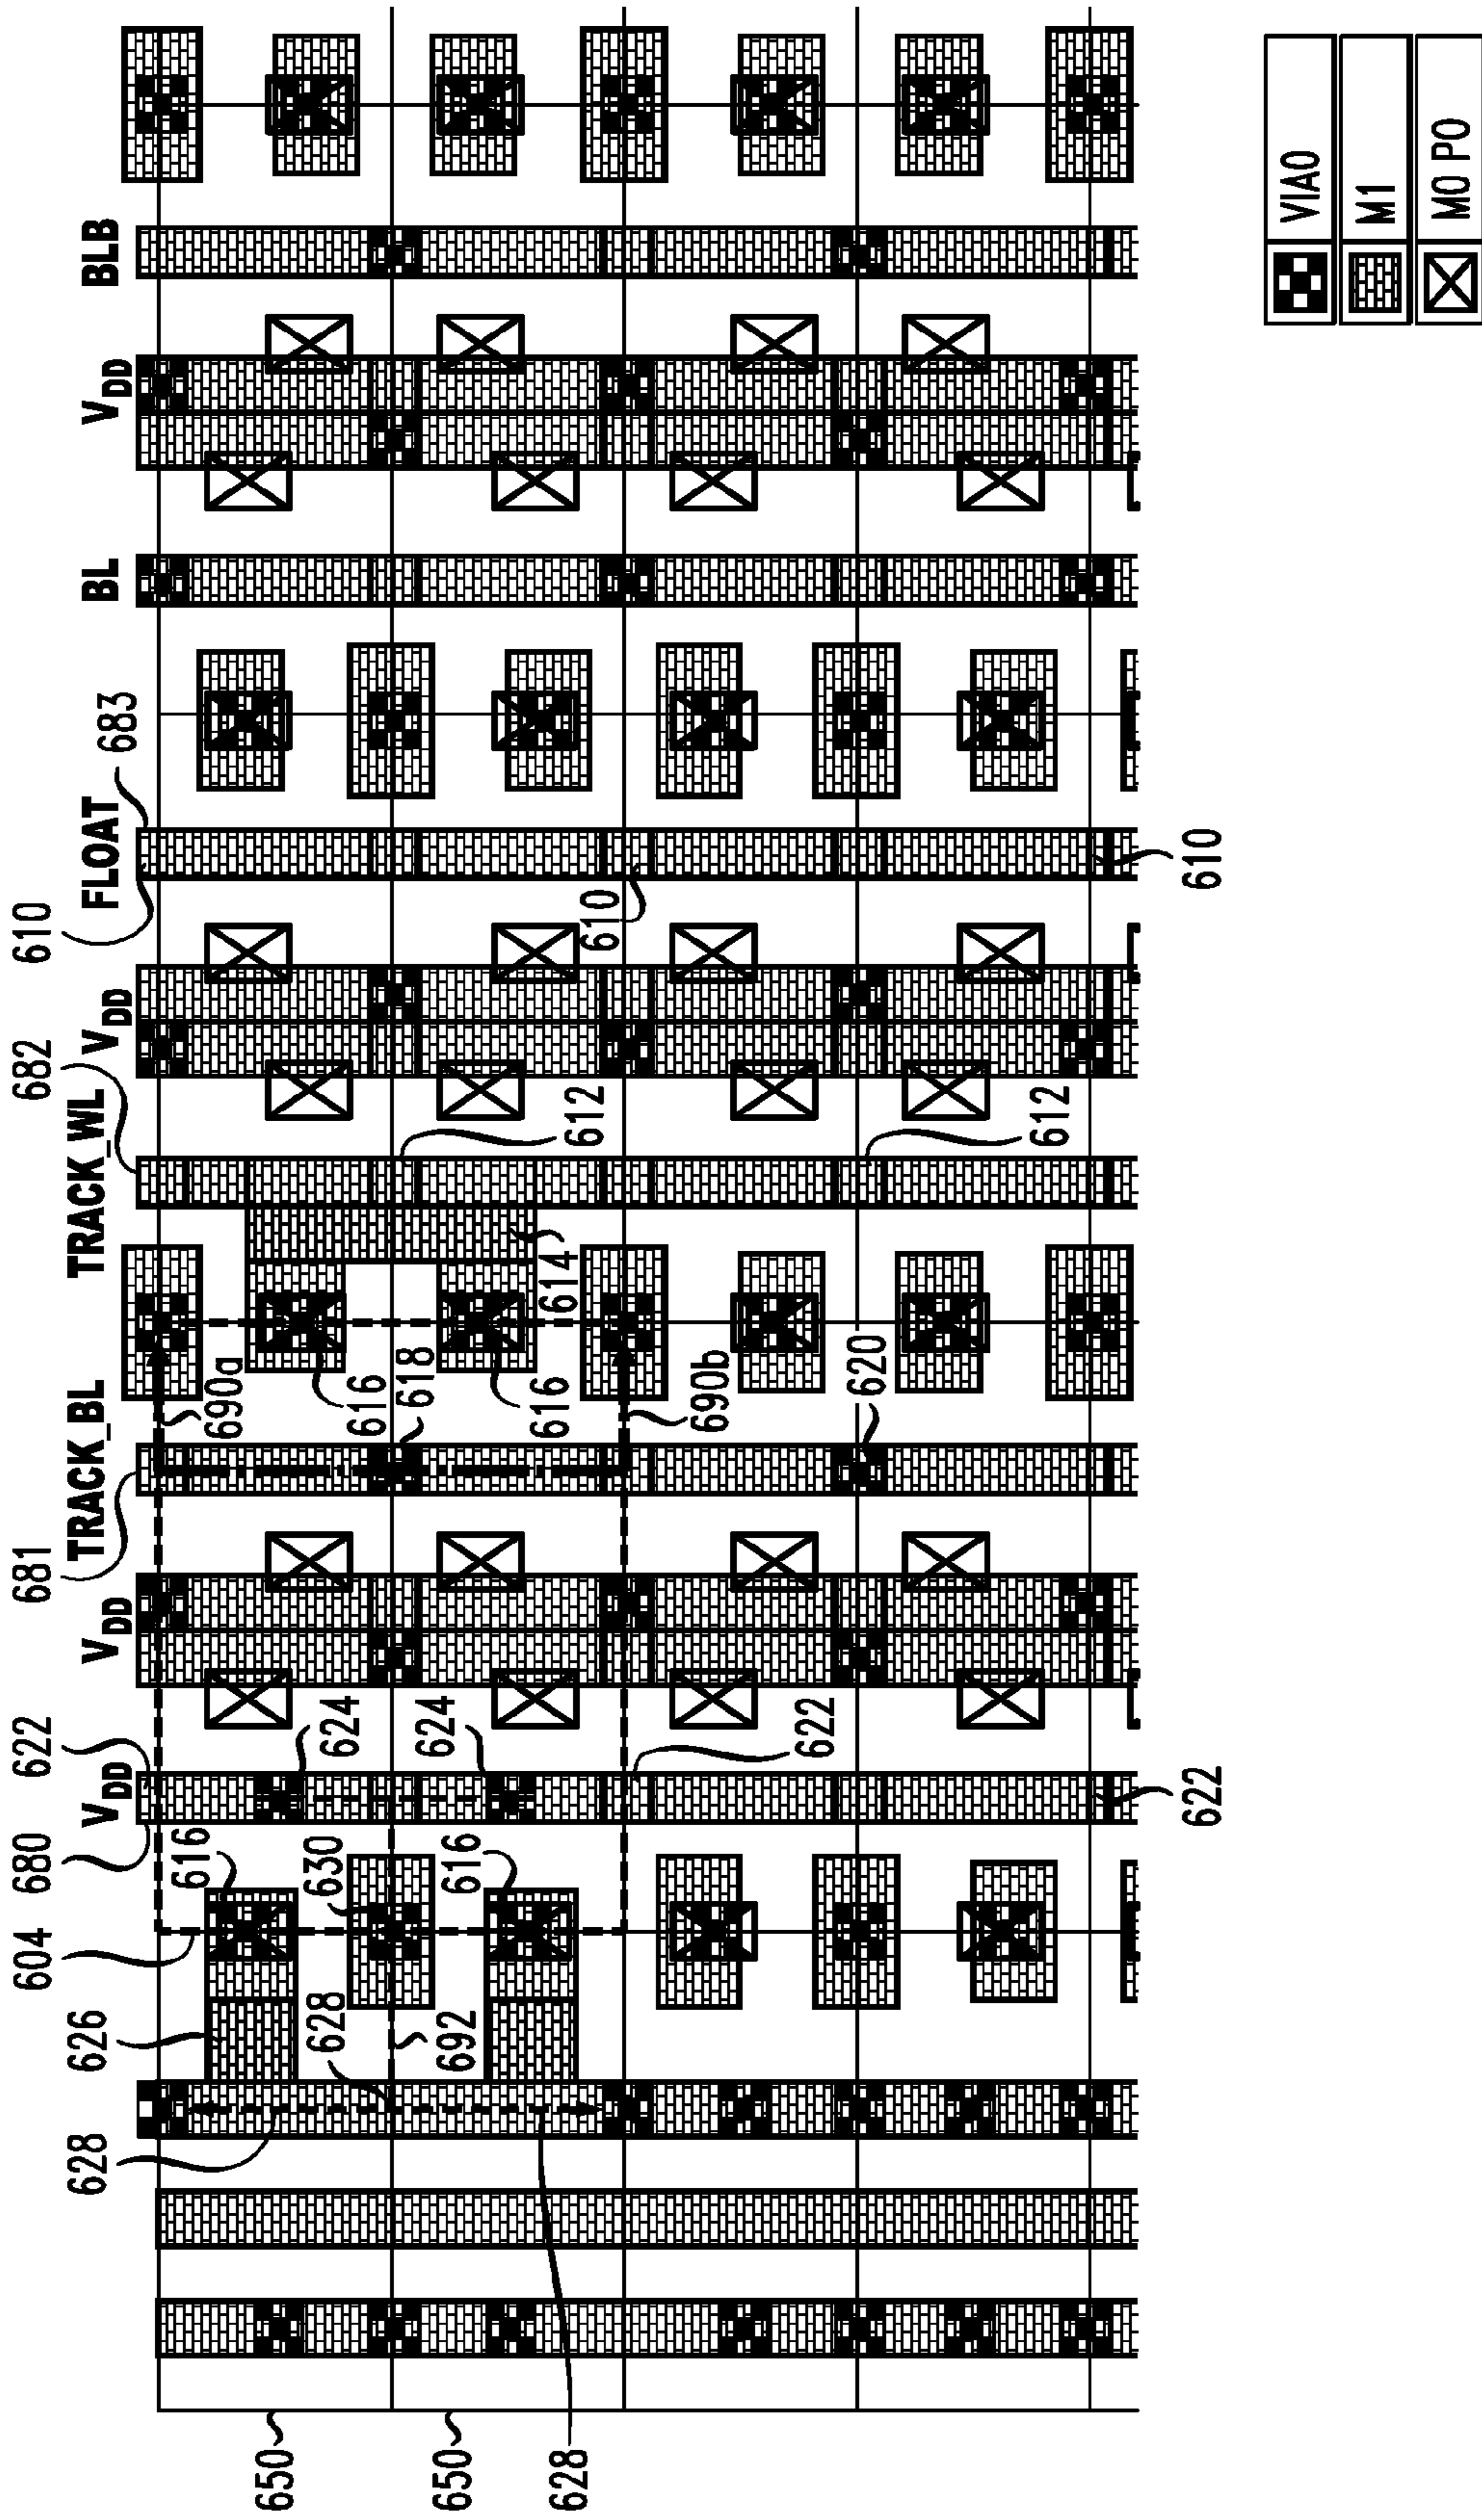 604
680
622
681
682
610
628
626
VDD
VDD
TRACK_BL
TRACK_WL
VDD
FLOAT
683
BL
VDD
BLB
616
690a
650
628
630
624
616
624
618
650
692
616
616
614
628
612
610
690b
622
620
612
622
610
VIA0
M1
M0 PO